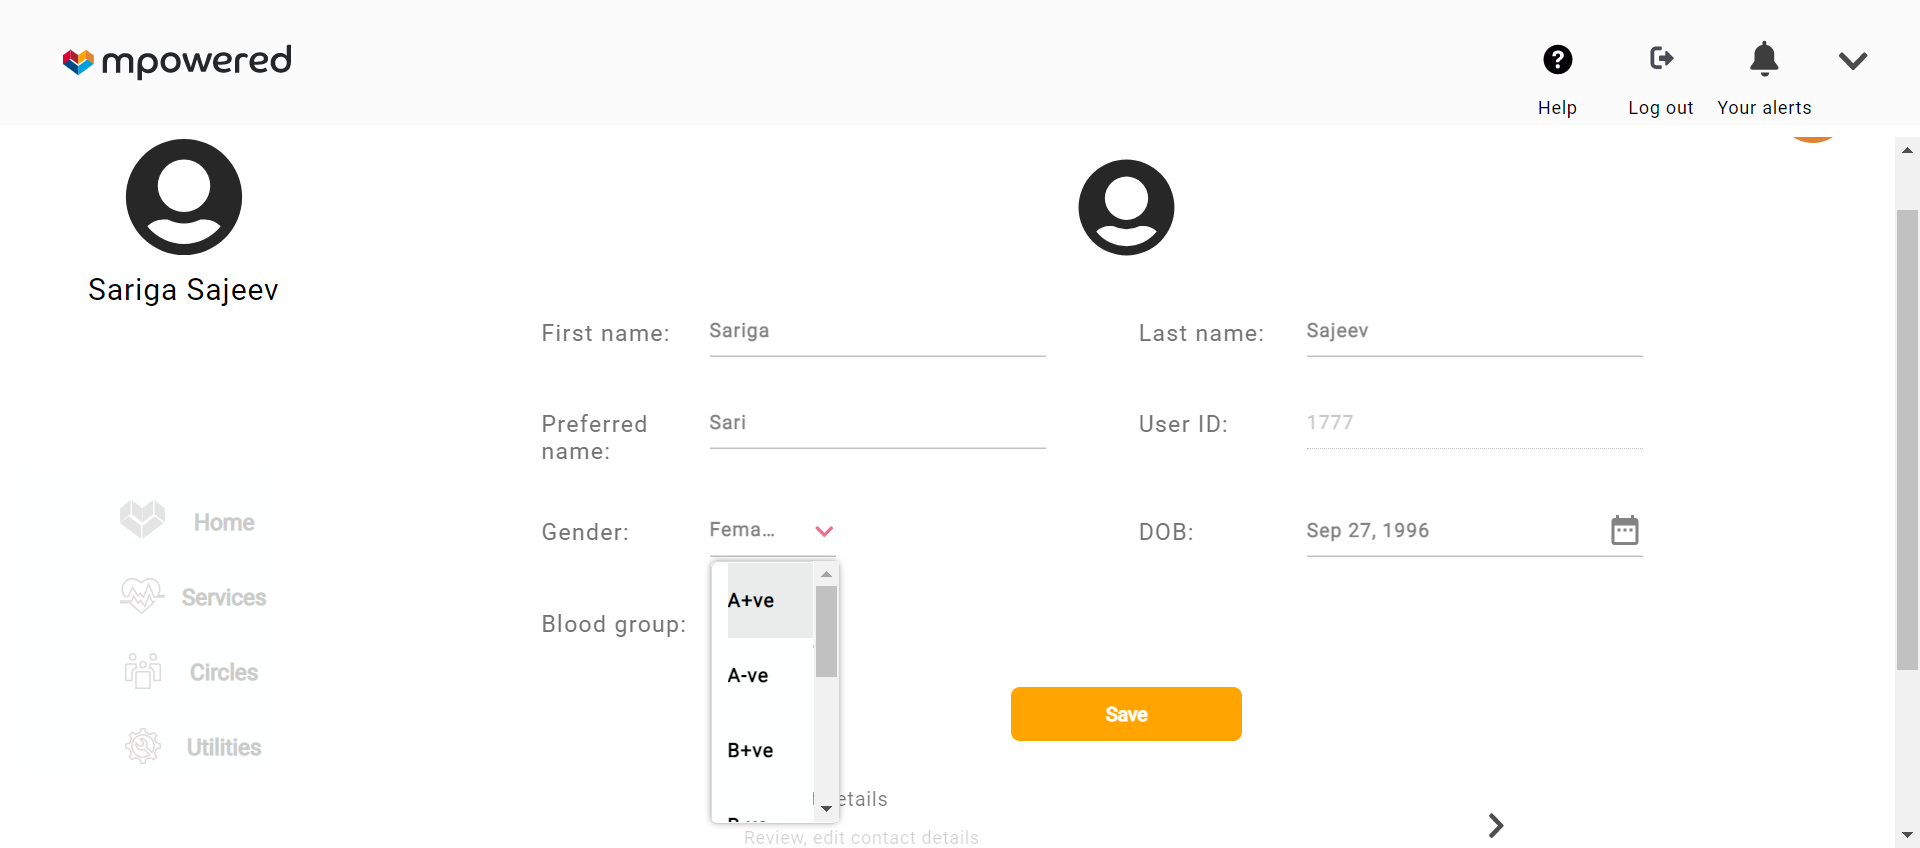 mpowered
Help
Log out
Your alerts
Sariga Sajeev
First name:
Sariga
Last name:
Sajeev
Preferred
name:
Sari
User ID:
1777
Gender:
Fema...
DOB:
Sep 27, 1996
Blood group:
A+ve
A-ve
B+ve
Home
Services
Circles
Utilities
Save
Review, edit contact details